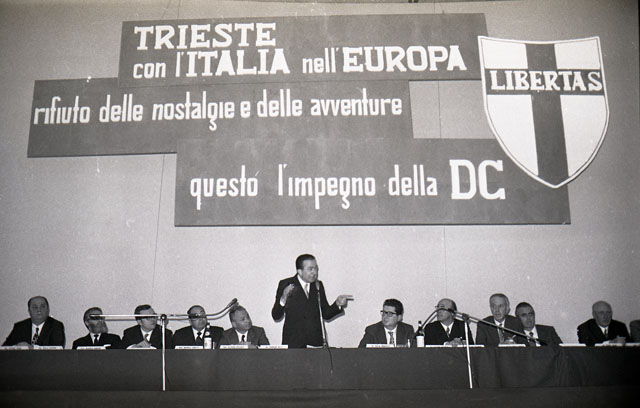 TRIESTE
con l'ITALIA nell'EUROPA
rifiuto delle nostalgie e delle avventure
questo l'impegno della DC
LIBERTAS